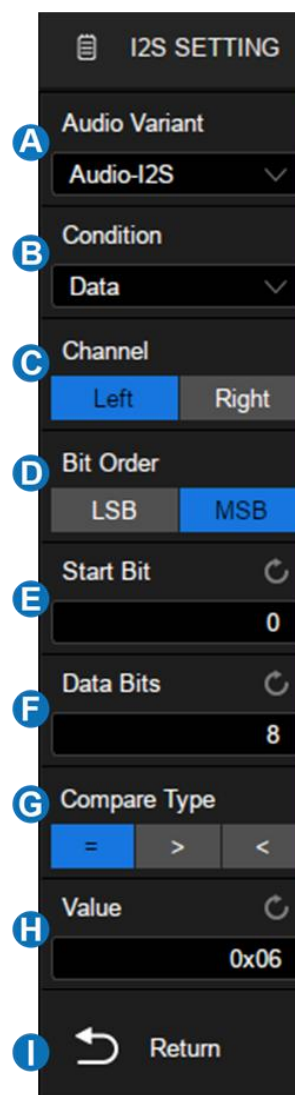 I2S SETTING
A
Audio Variant
Audio-I2S
B
Condition
Data
C
Channel
Left Right
D
Bit Order
LSB MSB
E
Start Bit
0
F
Data Bits
8
G
Compare Type
= > <
H
Value
0x06
I
Return